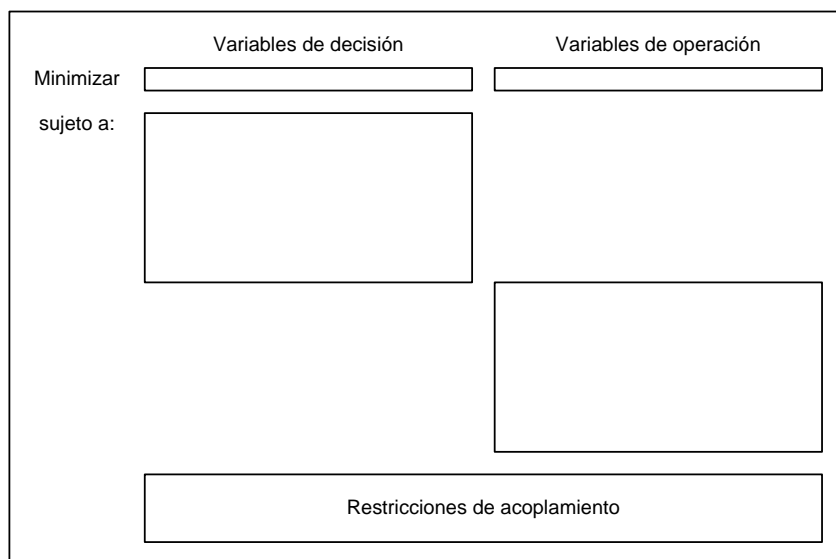 Variables de decisión
Variables de operación
Minimizar
sujeto a:
Restricciones de acoplamiento